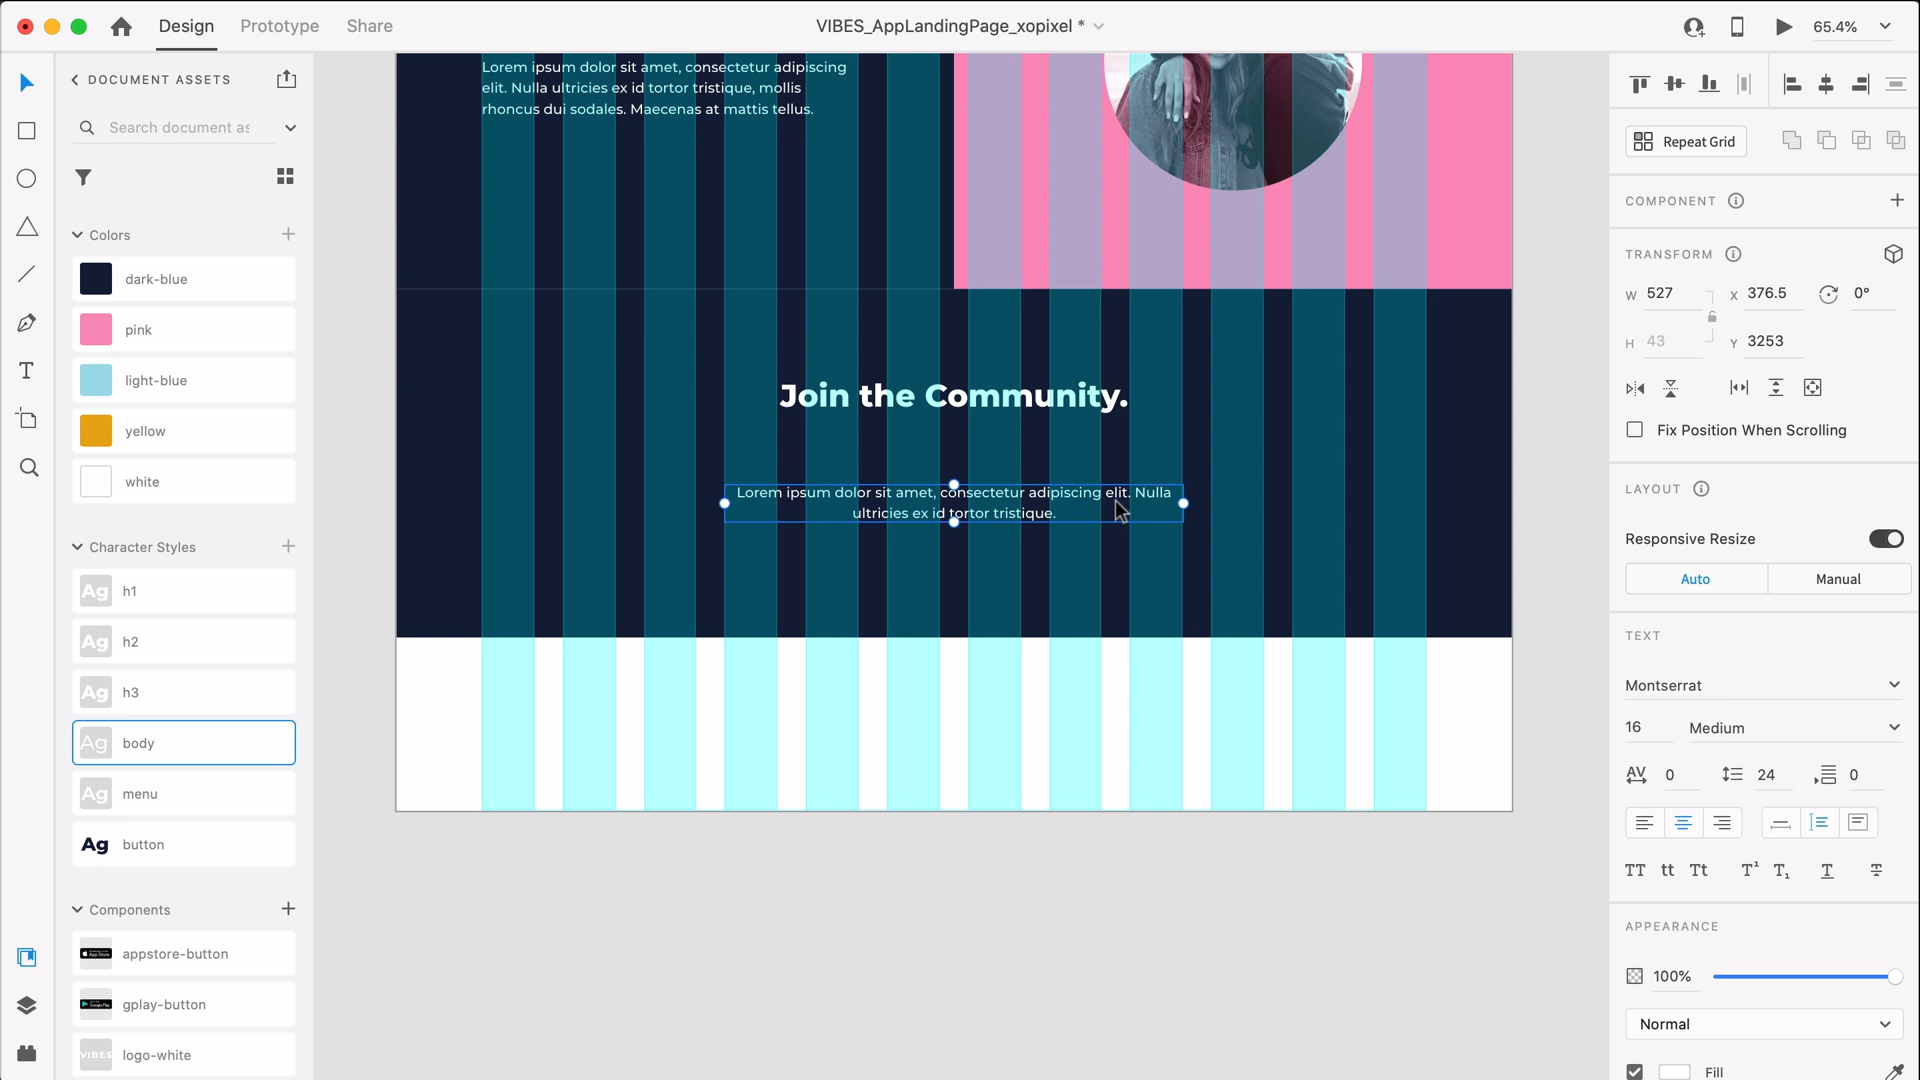 Design
Prototype
Share
VIBES_AppLandingPage_xopixel *
65.4%
DOCUMENT ASSETS
Search document as
Colors
dark-blue
pink
light-blue
yellow
white
Character Styles
Ag h1
Ag h2
Ag h3
Ag body
Ag menu
Ag button
Components
appstore-button
gplay-button
VIBES logo-white
Lorem ipsum dolor sit amet, consectetur adipiscing
elit. Nulla ultricies ex id tortor tristique, mollis
rhoncus dui sodales. Maecenas at mattis tellus.
Join the Community.
Lorem ipsum dolor sit amet, consectetur adipiscing elit. Nulla
ultricies ex id tortor tristique.
Repeat Grid
COMPONENT
TRANSFORM
W 527 X 376.5 0°
H 43 Y 3253
Fix Position When Scrolling
LAYOUT
Responsive Resize
Auto
Manual
TEXT
Montserrat
16 Medium
AV 0 24 0
TT tt Tt T¹ T₁ T T
APPEARANCE
100%
Normal
Fill